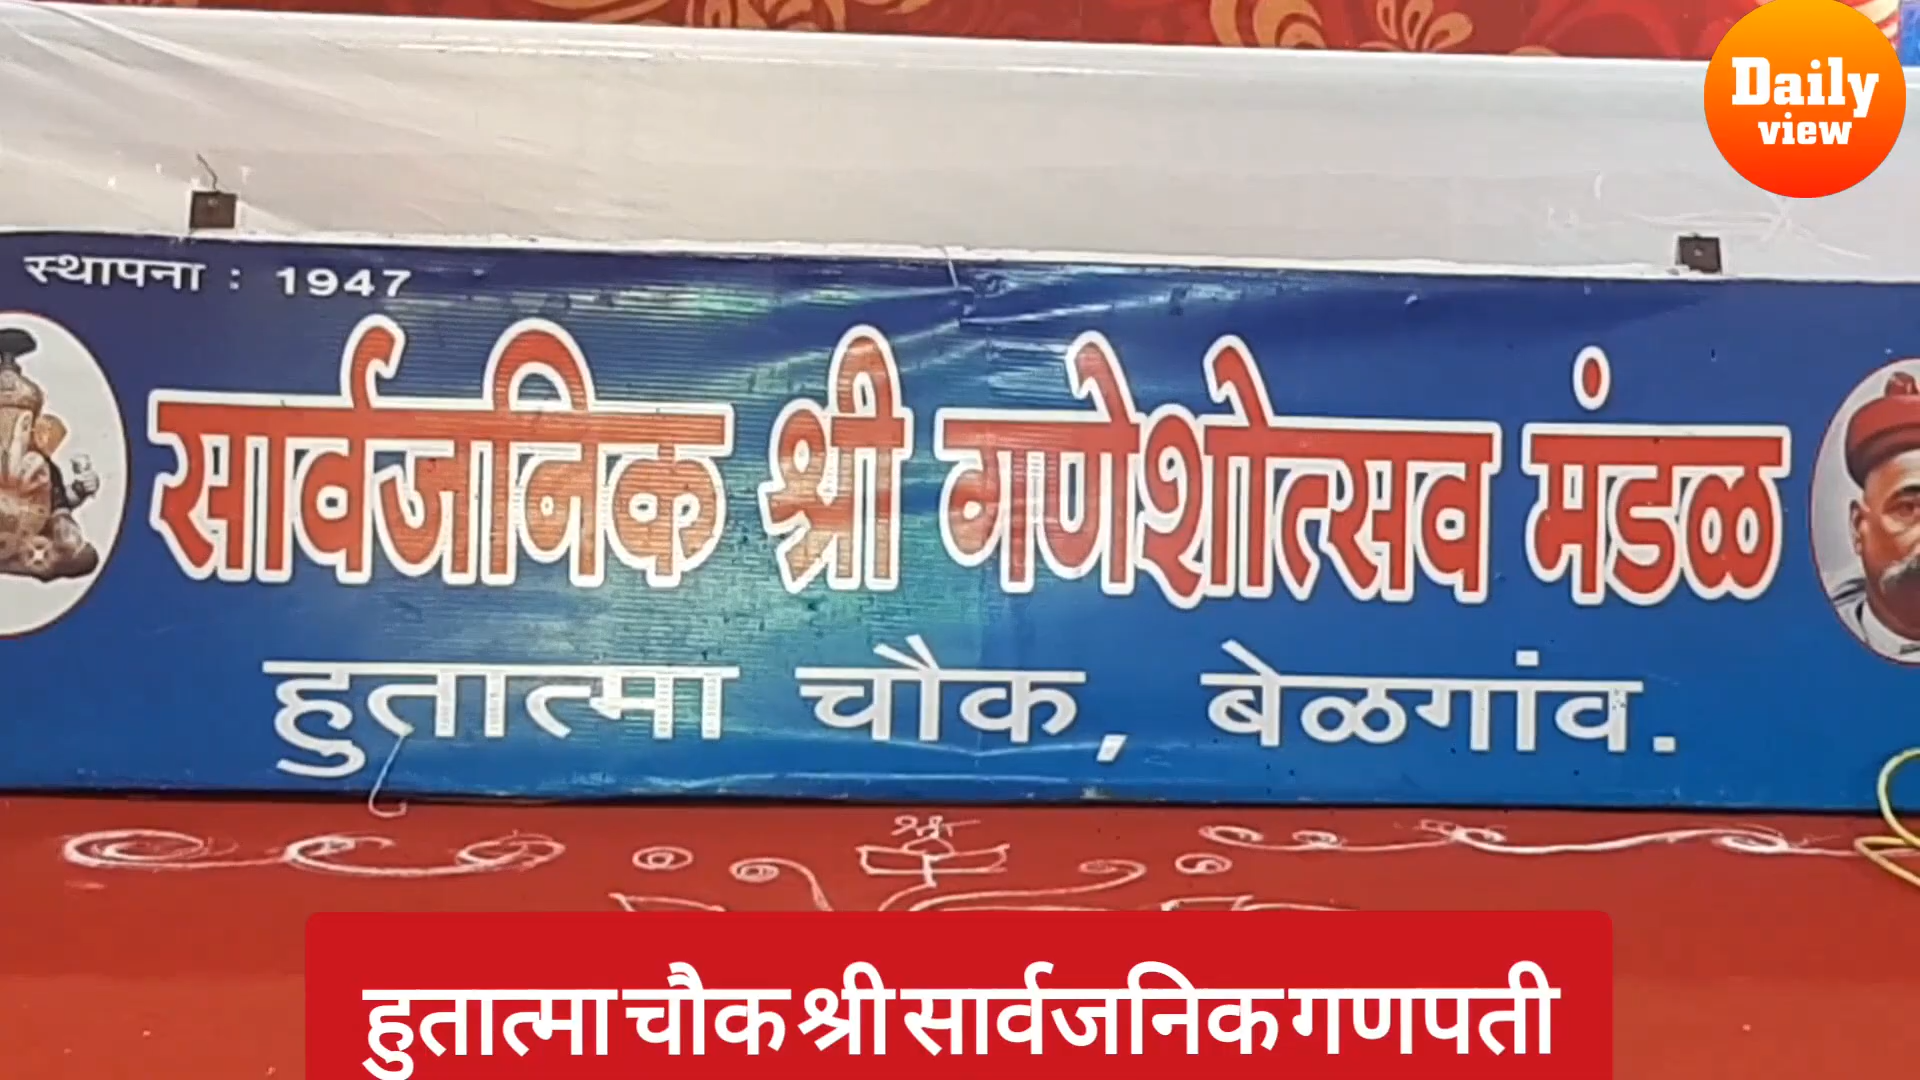 Daily
view
स्थापना : 1947
सार्वजनिक श्री गणेशोत्सव मंडळ
हुतात्मा चौक, बेळगांव.
श्री
हुतात्मा चौक श्री सार्वजनिक गणपती